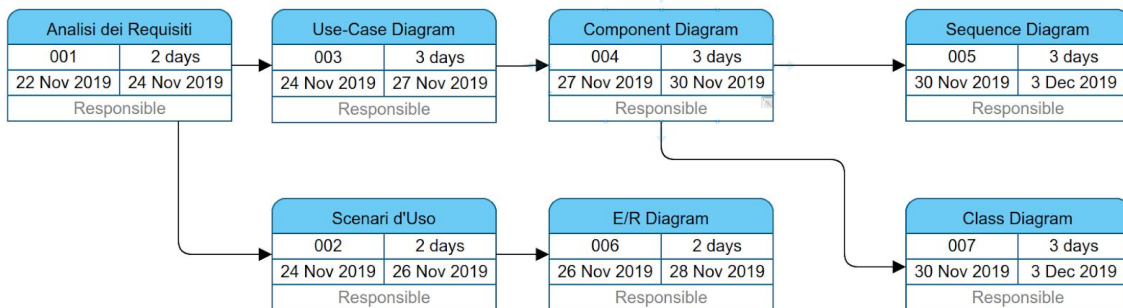 Analisi dei Requisiti
001 2 days
22 Nov 2019 24 Nov 2019
Responsible
Use-Case Diagram
003 3 days
24 Nov 2019 27 Nov 2019
Responsible
Component Diagram
004 3 days
27 Nov 2019 30 Nov 2019
Responsible
Sequence Diagram
005 3 days
30 Nov 2019 3 Dec 2019
Responsible
Scenari d'Uso
002 2 days
24 Nov 2019 26 Nov 2019
Responsible
E/R Diagram
006 2 days
26 Nov 2019 28 Nov 2019
Responsible
Class Diagram
007 3 days
30 Nov 2019 3 Dec 2019
Responsible